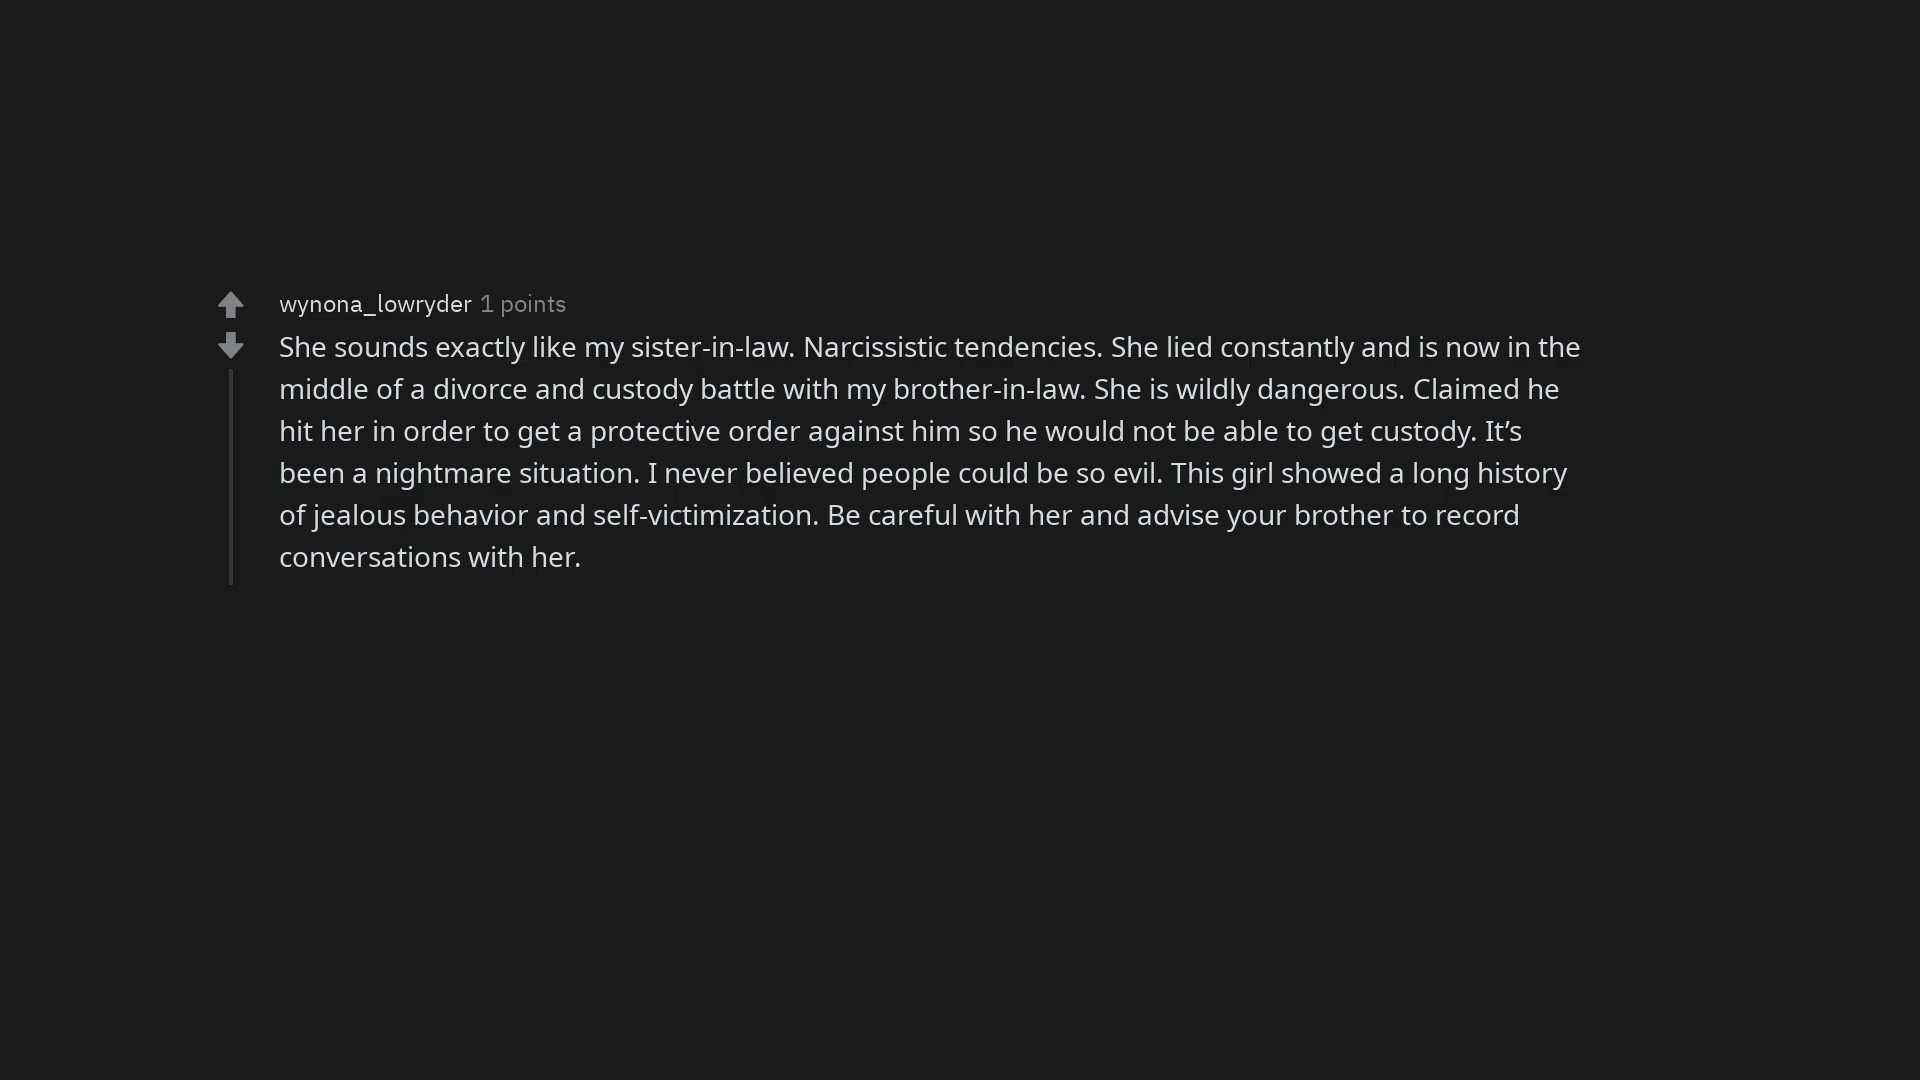 wynona_lowryder 1 points
She sounds exactly like my sister-in-law. Narcissistic tendencies. She lied constantly and is now in the
middle of a divorce and custody battle with my brother-in-law. She is wildly dangerous. Claimed he
hit her in order to get a protective order against him so he would not be able to get custody. It’s
been a nightmare situation. I never believed people could be so evil. This girl showed a long history
of jealous behavior and self-victimization. Be careful with her and advise your brother to record
conversations with her.